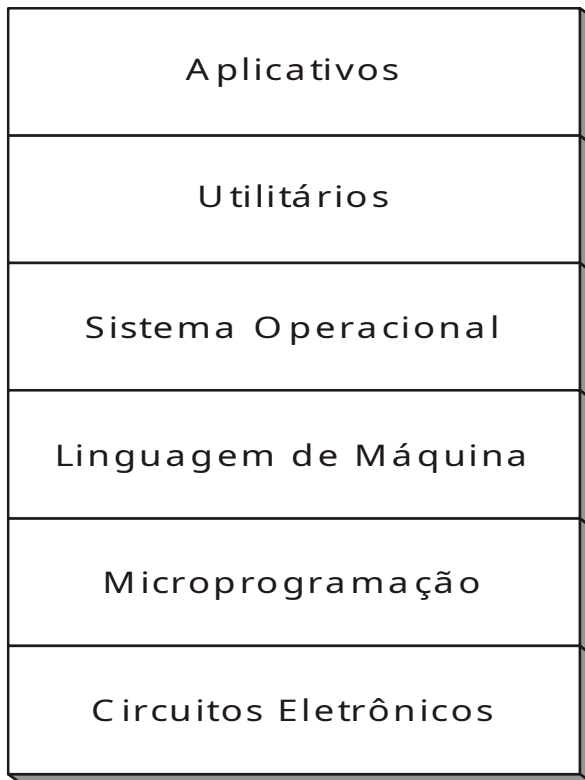 Aplicativos
Utilitários
Sistema Operacional
Linguagem de Máquina
Microprogramação
Circuitos Eletrônicos